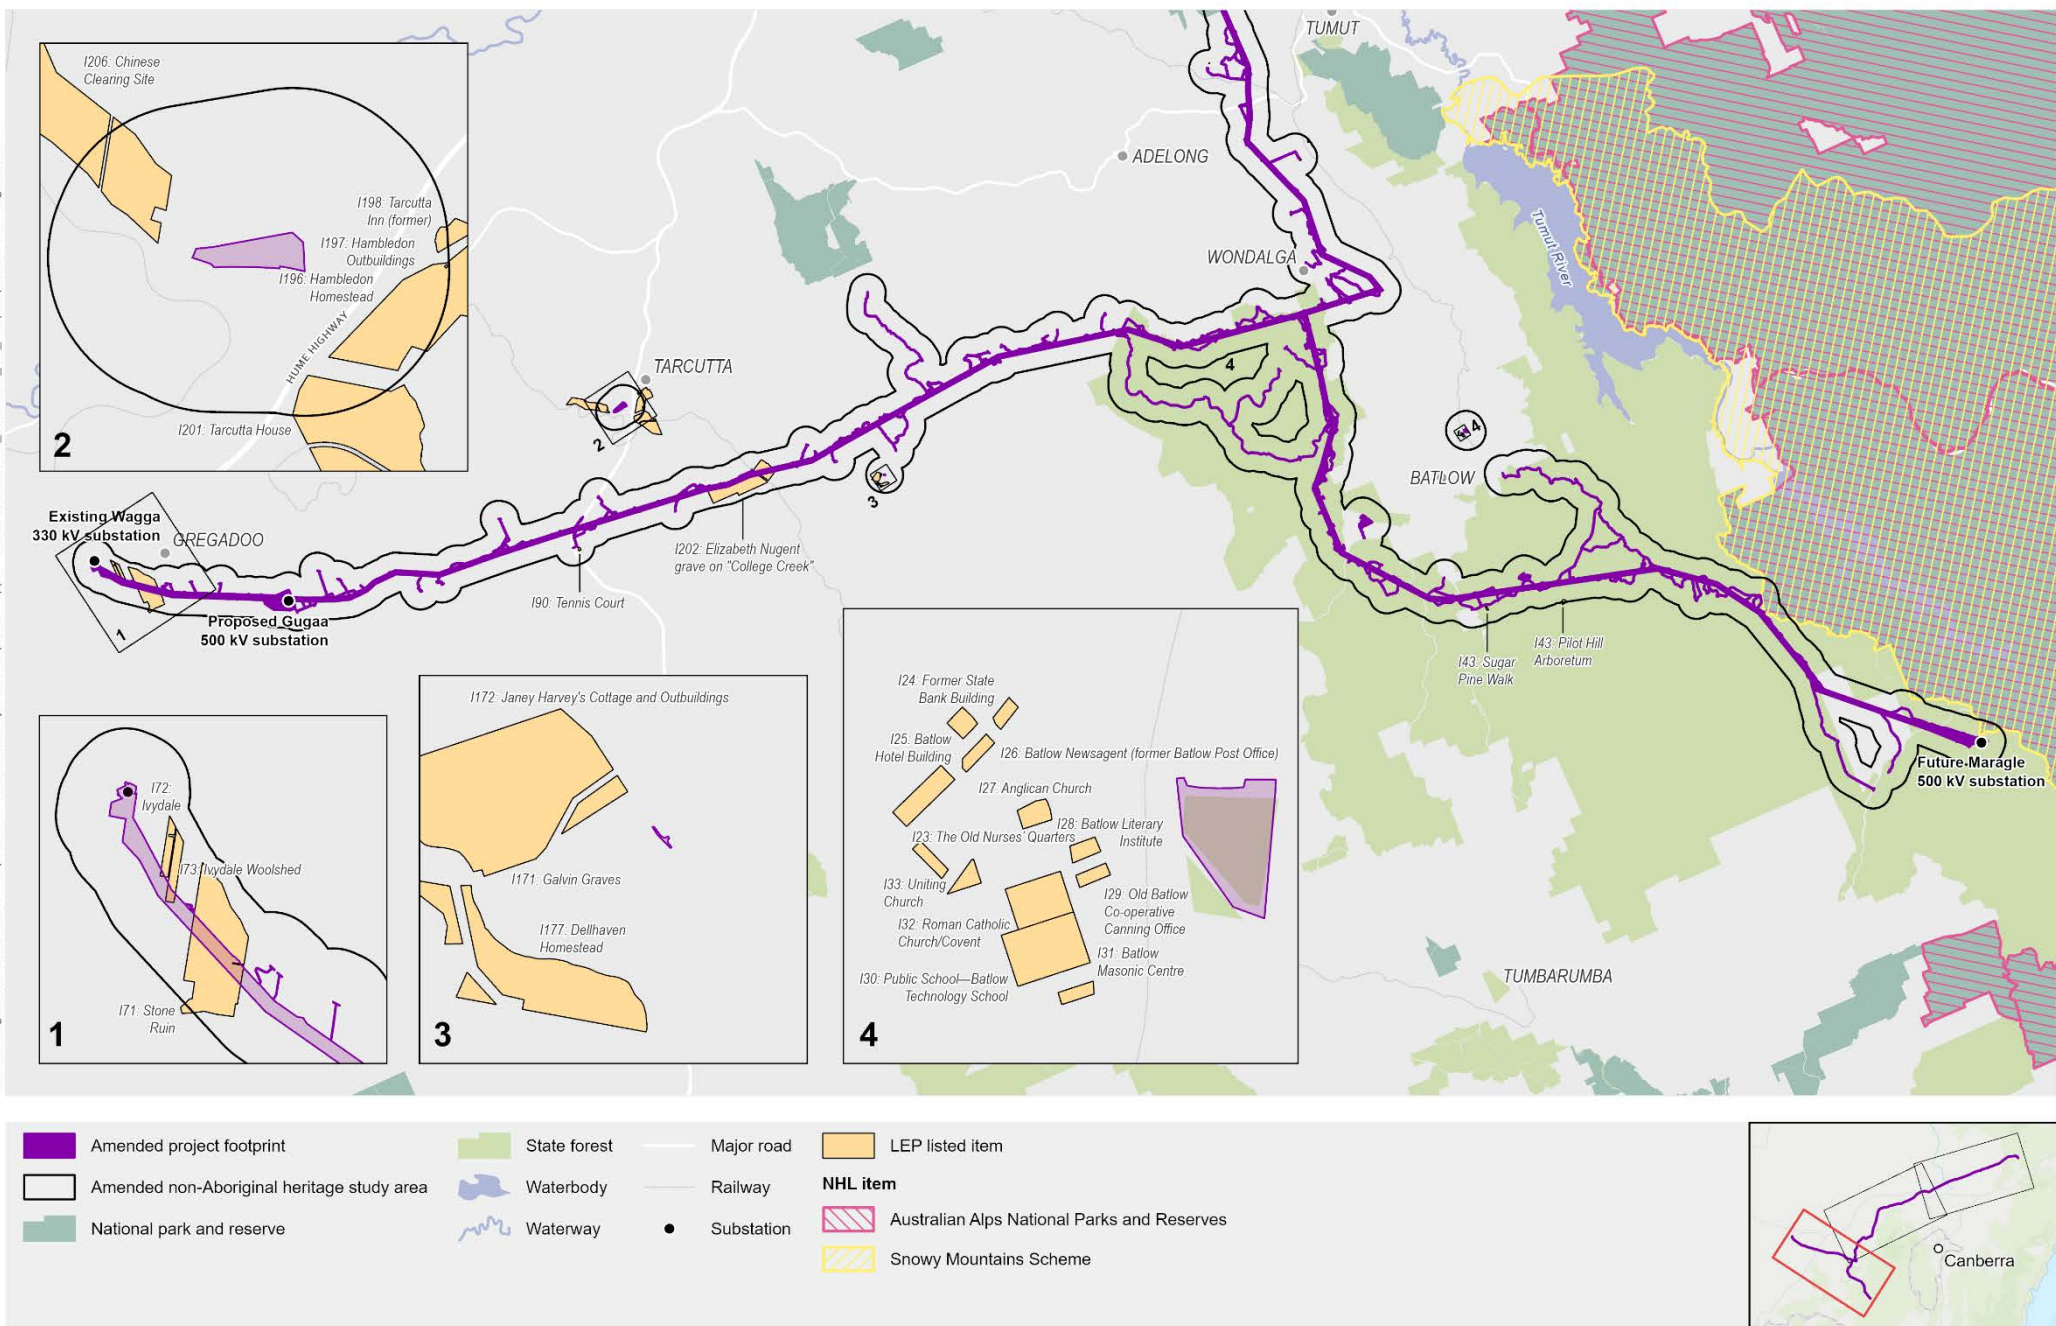 TUMUT
I206: Chinese
Clearing Site
ADELONG
I198: Tarcutta
Inn (former)
I197: Hambledon
Outbuildings
I196: Hambledon
Homestead
HUME HIGHWAY
I201: Tarcutta House
2
Tumut River
WONDALGA
TARCUTTA
2
4
4
BATLOW
3
Existing Wagga
330 kV substation
GREGADOO
1
Proposed Gugaa
500 kV substation
I202: Elizabeth Nugent
grave on "College Creek"
I90: Tennis Court
I43: Sugar
Pine Walk
I43: Pilot Hill
Arboretum
Future Maragle
500 kV substation
TUMBARUMBA
I72:
Ivydale
I73: Ivydale Woolshed
I71: Stone
Ruin
1
I172: Janey Harvey's Cottage and Outbuildings
I171: Galvin Graves
I177: Dellhaven
Homestead
3
I24: Former State
Bank Building
I25: Batlow
Hotel Building
I26: Batlow Newsagent (former Batlow Post Office)
I27: Anglican Church
I28: Batlow Literary
Institute
I23: The Old Nurses' Quarters
I33: Uniting
Church
I29: Old Batlow
Co-operative
Canning Office
I32: Roman Catholic
Church/Covent
I31: Batlow
Masonic Centre
I30: Public School—Batlow
Technology School
4
Amended project footprint
Amended non-Aboriginal heritage study area
National park and reserve
State forest
Waterbody
Waterway
Major road
Railway
Substation
LEP listed item
NHL item
Australian Alps National Parks and Reserves
Snowy Mountains Scheme
Canberra